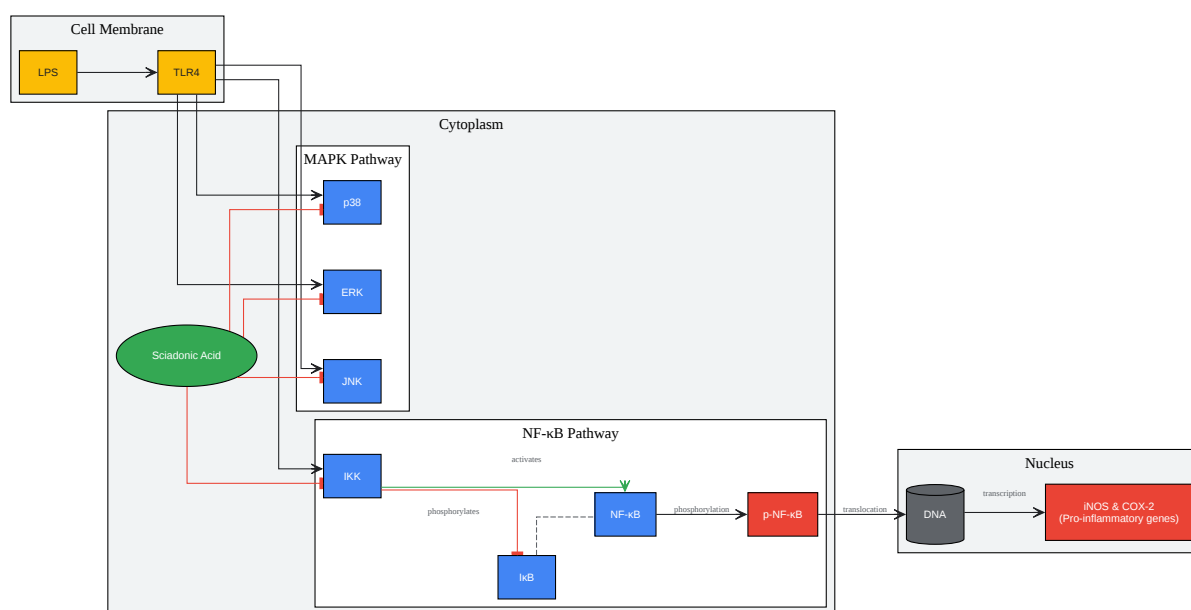 Cell Membrane
LPS
TLR4
Cytoplasm
MAPK Pathway
p38
ERK
Sciadonic Acid
JNK
NF-κB Pathway
IKK
activates
phosphorylates
NF-κB
phosphorylation
p-NF-κB
translocation
IκB
Nucleus
DNA
transcription
iNOS & COX-2
(Pro-inflammatory genes)